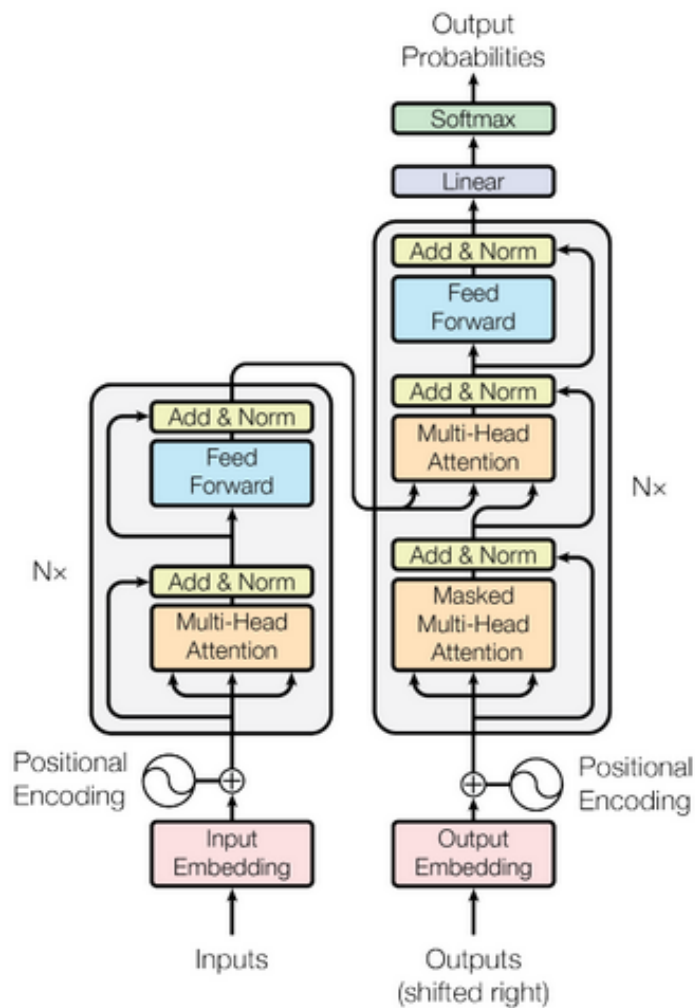 Output
Probabilities
Softmax
Linear
Add & Norm
Feed
Forward
Add & Norm
Multi-Head
Attention
Nx
Add & Norm
Masked
Multi-Head
Attention
Add & Norm
Feed
Forward
Nx
Add & Norm
Multi-Head
Attention
Positional
Encoding
Positional
Encoding
Input
Embedding
Output
Embedding
Inputs
Outputs
(shifted right)